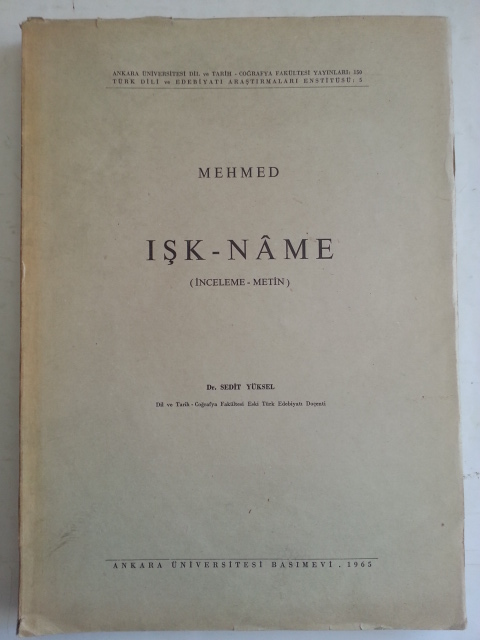 ANKARA ÜNİVERSİTESİ DİL ve TARİH - COĞRAFYA FAKÜLTESİ YAYINLARI: 156
TÜRK DİLİ ve EDEBİYATI ARAŞTIRMALARI ENSTİTÜSÜ: 5
MEHMED
IŞK - NÂME
( İNCELEME - METİN )
Dr. SEDİT YÜKSEL
Dil ve Tarih - Coğrafya Fakültesi Eski Türk Edebiyatı Doçenti
ANKARA ÜNİVERSİTESİ BASIMEVİ . 1965